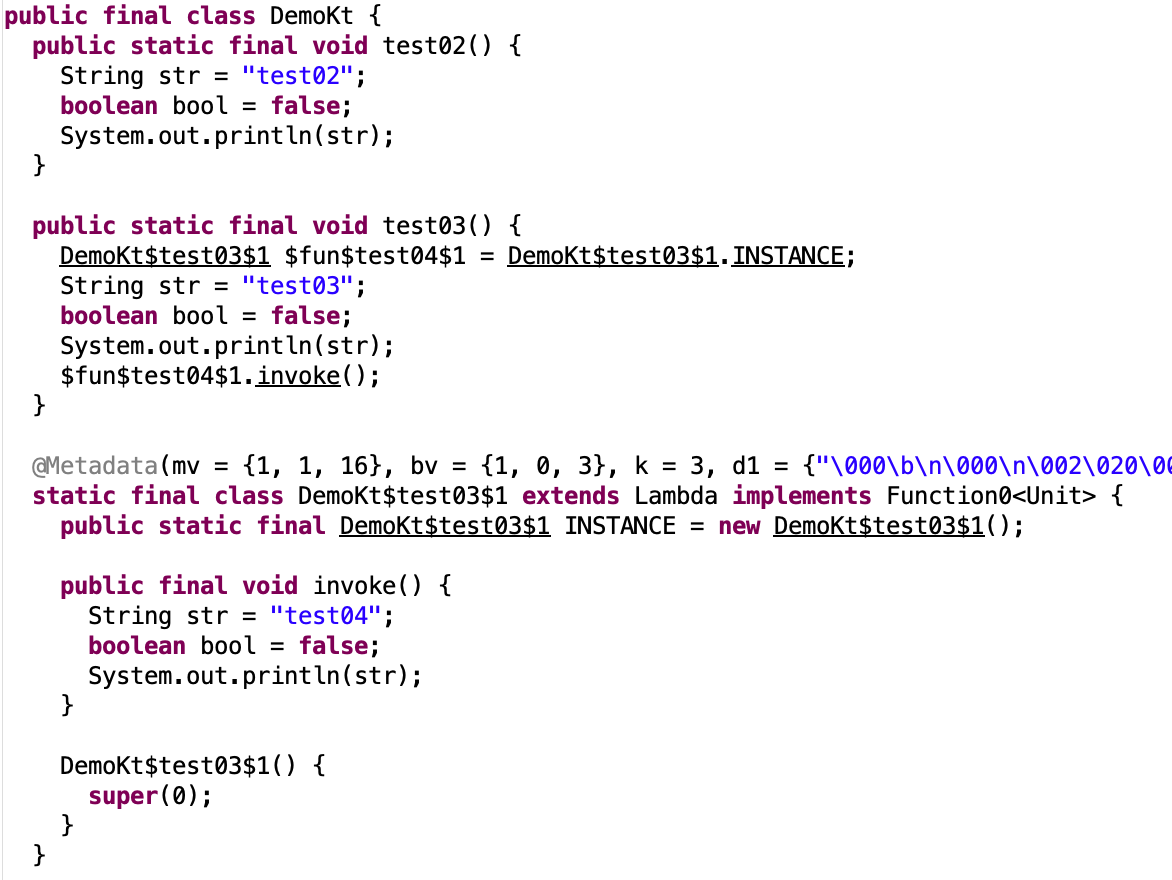 public final class DemoKt {
  public static final void test02() {
    String str = "test02";
    boolean bool = false;
    System.out.println(str);
  }

  public static final void test03() {
    DemoKt$test03$1 $fun$test04$1 = DemoKt$test03$1.INSTANCE;
    String str = "test03";
    boolean bool = false;
    System.out.println(str);
    $fun$test04$1.invoke();
  }

  @Metadata(mv = {1, 1, 16}, bv = {1, 0, 3}, k = 3, d1 = {"\000\b\n\000\n\002\020\00
  static final class DemoKt$test03$1 extends Lambda implements Function0<Unit> {
    public static final DemoKt$test03$1 INSTANCE = new DemoKt$test03$1();

    public final void invoke() {
      String str = "test04";
      boolean bool = false;
      System.out.println(str);
    }

    DemoKt$test03$1() {
      super(0);
    }
  }